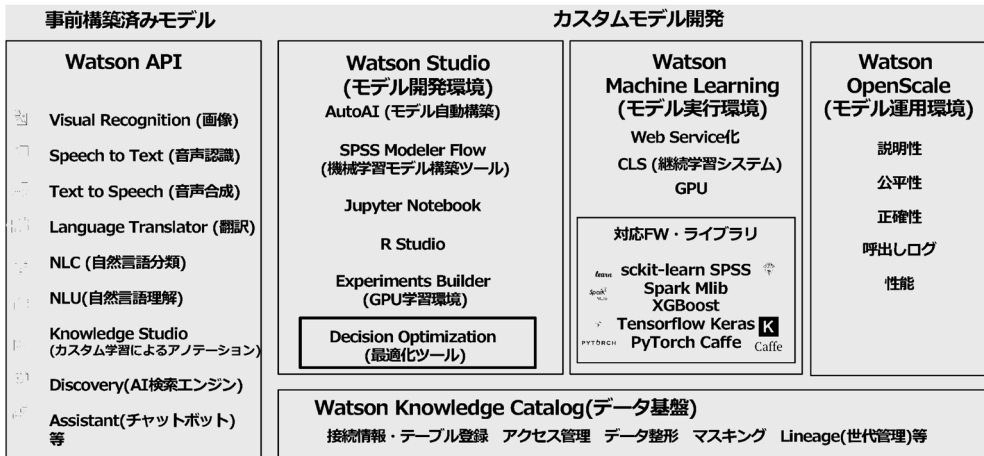 事前構築済みモデル
カスタムモデル開発
Watson API
Visual Recognition (画像)
Speech to Text (音声認識)
Text to Speech (音声合成)
Language Translator (翻訳)
NLC (自然言語分類)
NLU(自然言語理解)
Knowledge Studio
(カスタム学習によるアノテーション)
Discovery(AI検索エンジン)
Assistant(チャットボット)
等
Watson Studio
(モデル開発環境)
AutoAI (モデル自動構築)
SPSS Modeler Flow
(機械学習モデル構築ツール)
Jupyter Notebook
R Studio
Experiments Builder
(GPU学習環境)
Decision Optimization
(最適化ツール)
Watson
Machine Learning
(モデル実行環境)
Web Service化
CLS (継続学習システム)
GPU
対応FW・ライブラリ
learn
sckit-learn SPSS
Spark
Spark Mlib
XGBoost
Tensorflow Keras
K
PYTORCH
PyTorch Caffe
Caffe
Watson
OpenScale
(モデル運用環境)
説明性
公平性
正確性
呼出しログ
性能
Watson Knowledge Catalog(データ基盤)
接続情報・テーブル登録 アクセス管理 データ整形 マスキング Lineage(世代管理)等